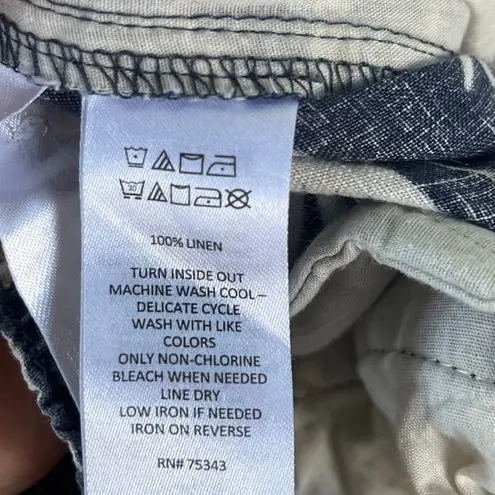 30
100% LINEN
TURN INSIDE OUT
MACHINE WASH COOL –
DELICATE CYCLE
WASH WITH LIKE
COLORS
ONLY NON-CHLORINE
BLEACH WHEN NEEDED
LINE DRY
LOW IRON IF NEEDED
IRON ON REVERSE
RN# 75343